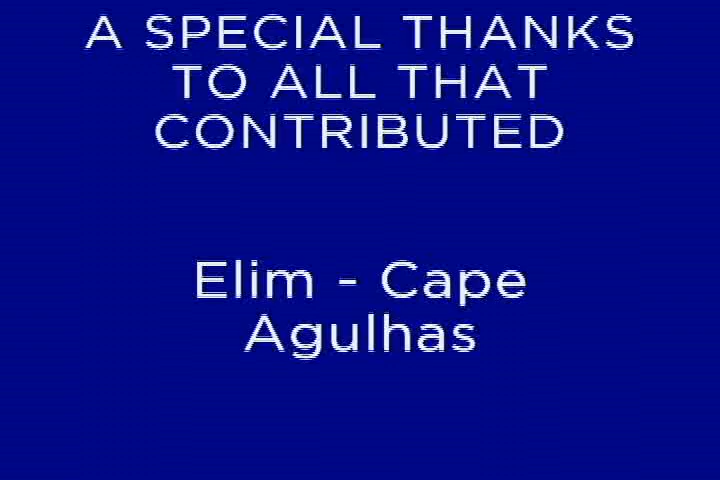 A SPECIAL THANKS
TO ALL THAT
CONTRIBUTED
Elim - Cape
Agulhas